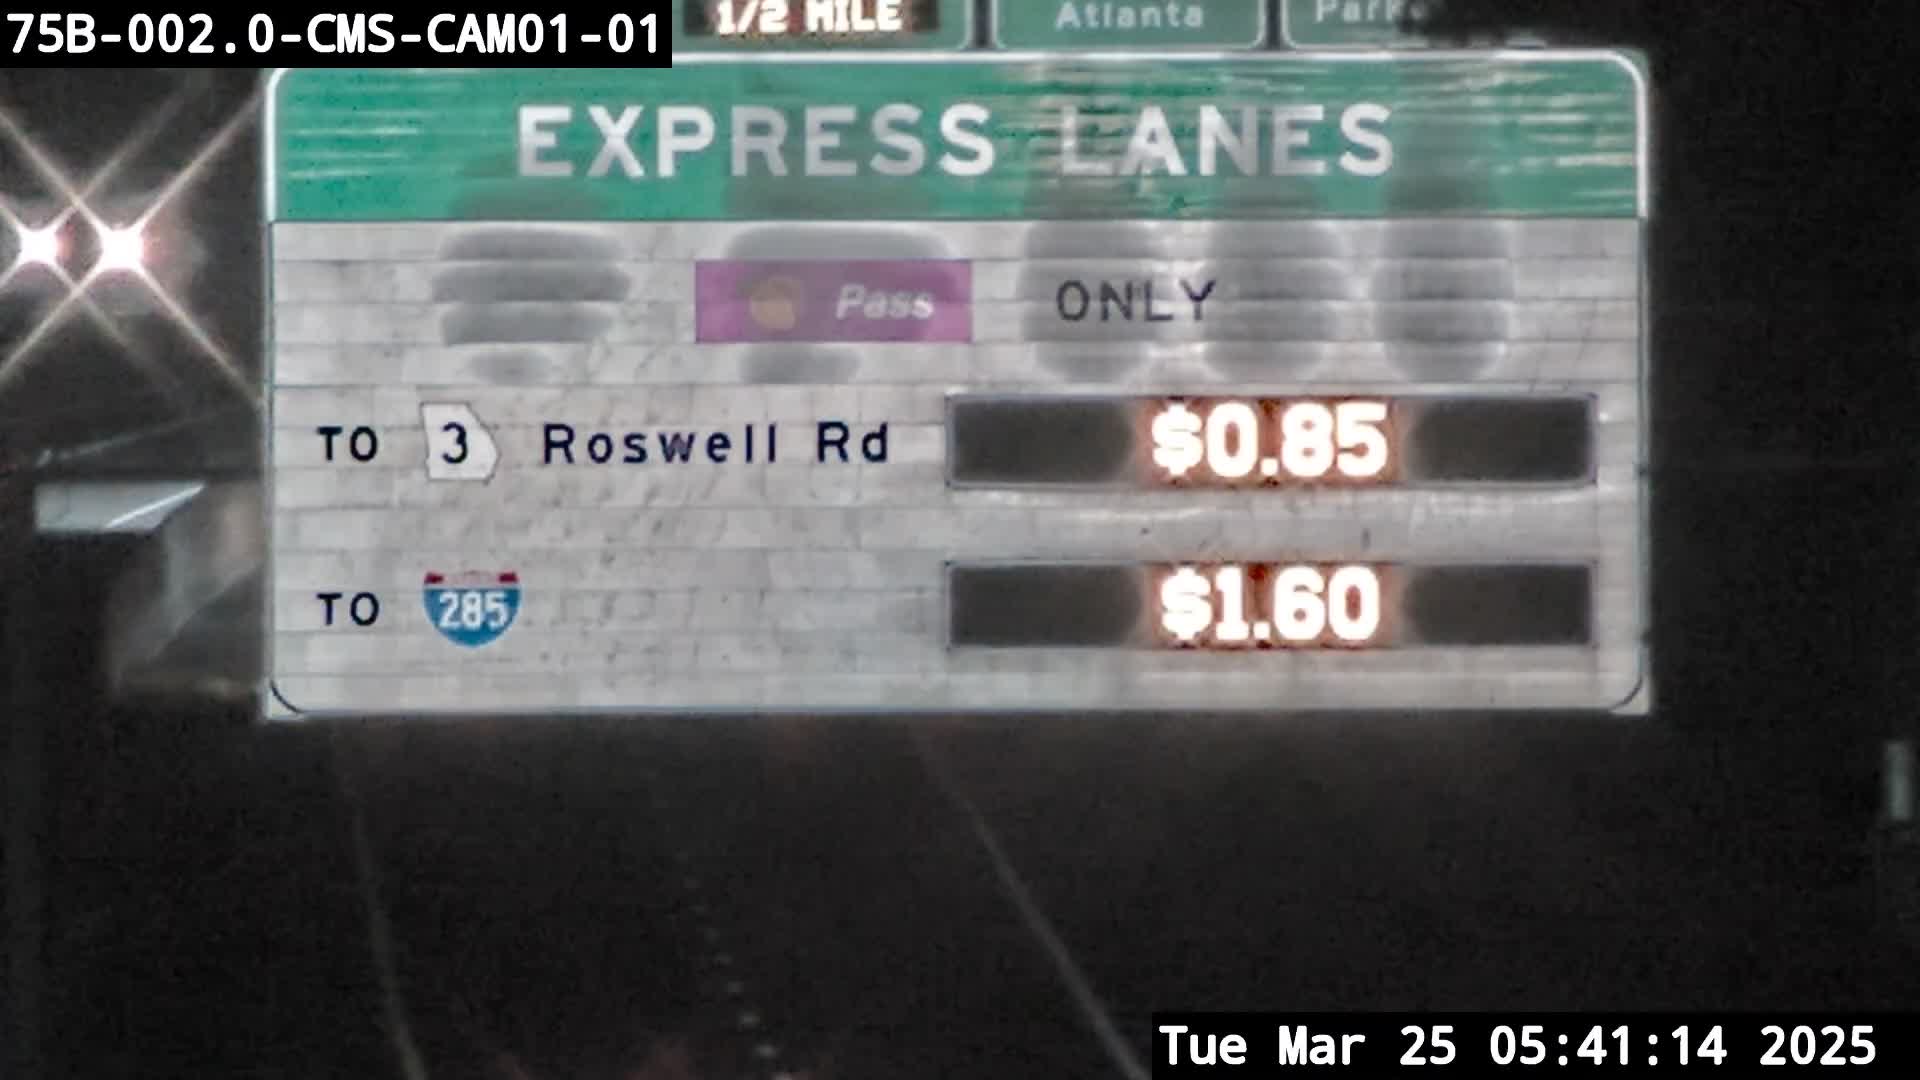 75B-002.0-CMS-CAM01-01
1/2 MILE
Atlanta
EXPRESS LANES
Pass ONLY
TO 3 Roswell Rd $0.85
TO 285 $1.60
Tue Mar 25 05:41:14 2025